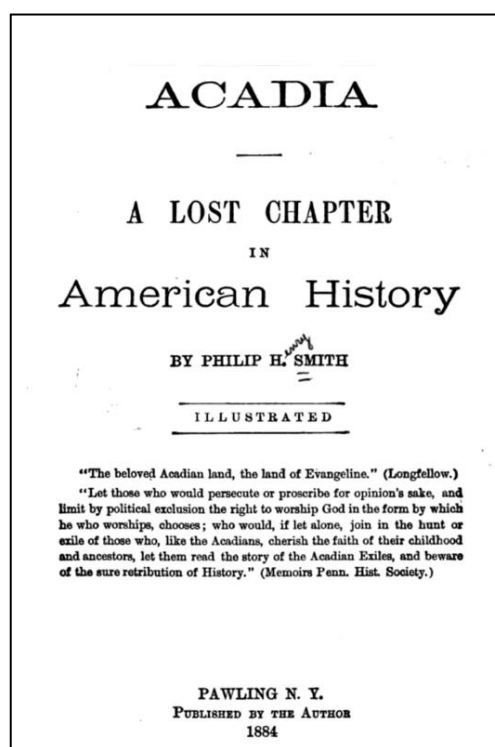 ACADIA
A LOST CHAPTER
IN
American History
enry
BY PHILIP H. SMITH
ILLUSTRATED
"The beloved Acadian land, the land of Evangeline." (Longfellow.)
"Let those who would persecute or proscribe for opinion's sake, and
limit by political exclusion the right to worship God in the form by which
he who worships, chooses; who would, if let alone, join in the hunt or
exile of those who, like the Acadians, cherish the faith of their childhood
and ancestors, let them read the story of the Acadian Exiles, and beware
of the sure retribution of History." (Memoirs Penn. Hist. Society.)
PAWLING N. Y.
PUBLISHED BY THE AUTHOR
1884